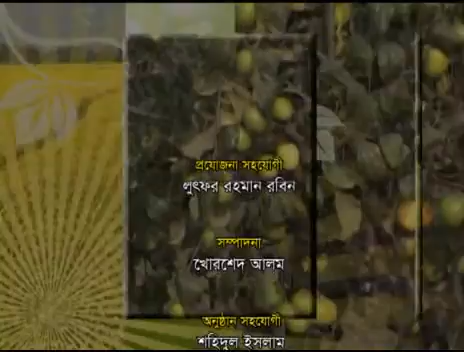 প্রযোজনা সহযোগী
লুৎফর রহমান রবিন
সম্পাদনা
খোরশেদ আলম
অনুষ্ঠান সহযোগী
শহিদুল ইসলাম